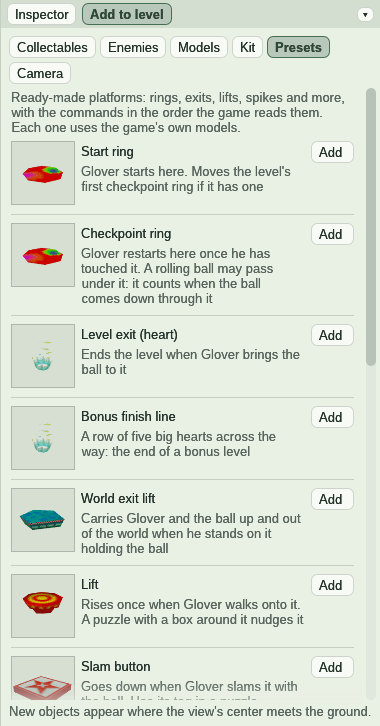 Inspector Add to level ▾
Collectables Enemies Models Kit Presets
Camera
Ready-made platforms: rings, exits, lifts, spikes and more,
with the commands in the order the game reads them.
Each one uses the game's own models.
Start ring Add
Glover starts here. Moves the level's
first checkpoint ring if it has one
Checkpoint ring Add
Glover restarts here once he has
touched it. A rolling ball may pass
under it: it counts when the ball
comes down through it
Level exit (heart) Add
Ends the level when Glover brings the
ball to it
Bonus finish line Add
A row of five big hearts across the
way: the end of a bonus level
World exit lift Add
Carries Glover and the ball up and out
of the world when he stands on it
holding the ball
Lift Add
Rises once when Glover walks onto it.
A puzzle with a box around it nudges it
Slam button Add
Goes down when Glover slams it with
the ball. Use its tag in a puzzle
New objects appear where the view's center meets the ground.